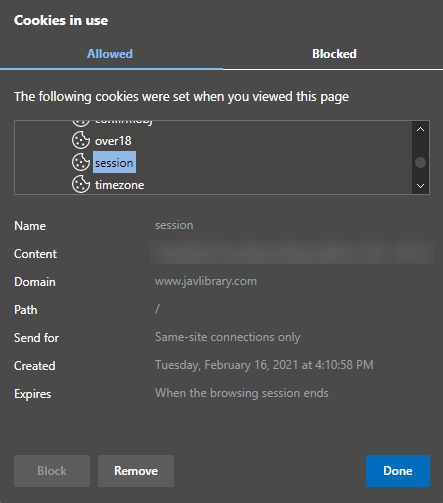 Cookies in use
Allowed Blocked
The following cookies were set when you viewed this page
confirmobj
over18
session
timezone
Name session
Content
Domain www.javlibrary.com
Path /
Send for Same-site connections only
Created Tuesday, February 16, 2021 at 4:10:58 PM
Expires When the browsing session ends
Block Remove Done